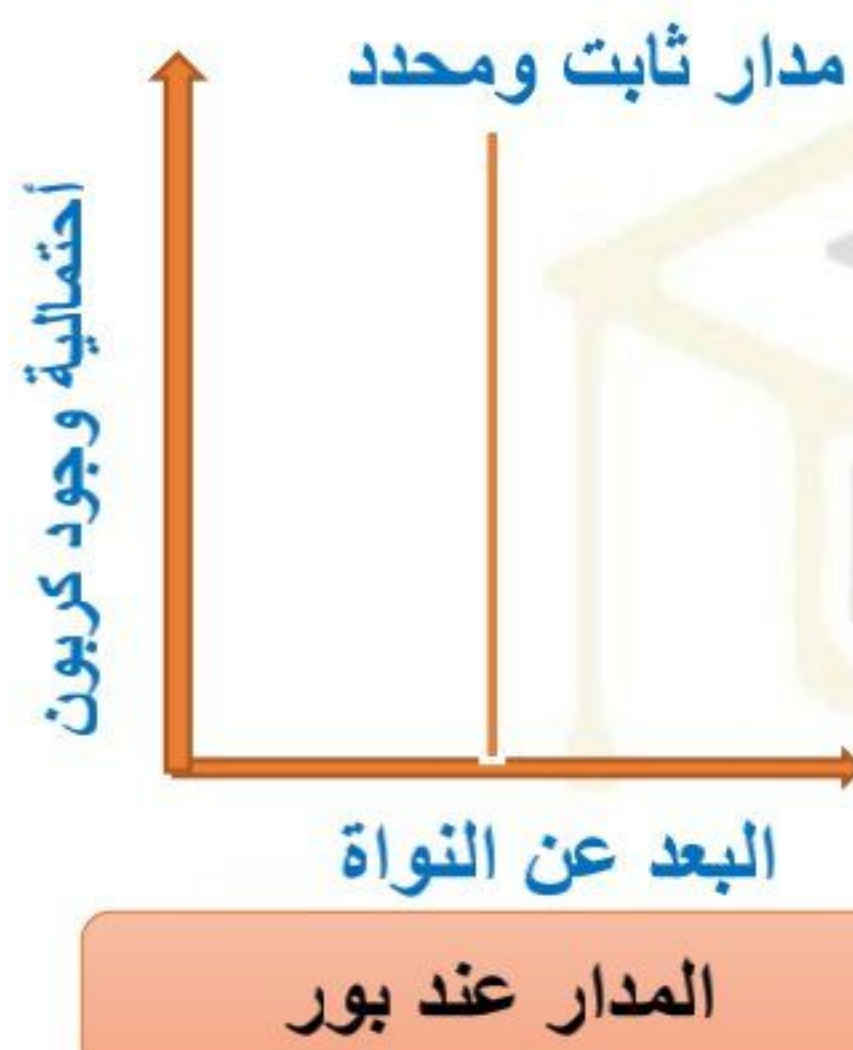 مدار ثابت ومحدد
أحتمالية وجود كربون
البعد عن النواة
المدار عند بور